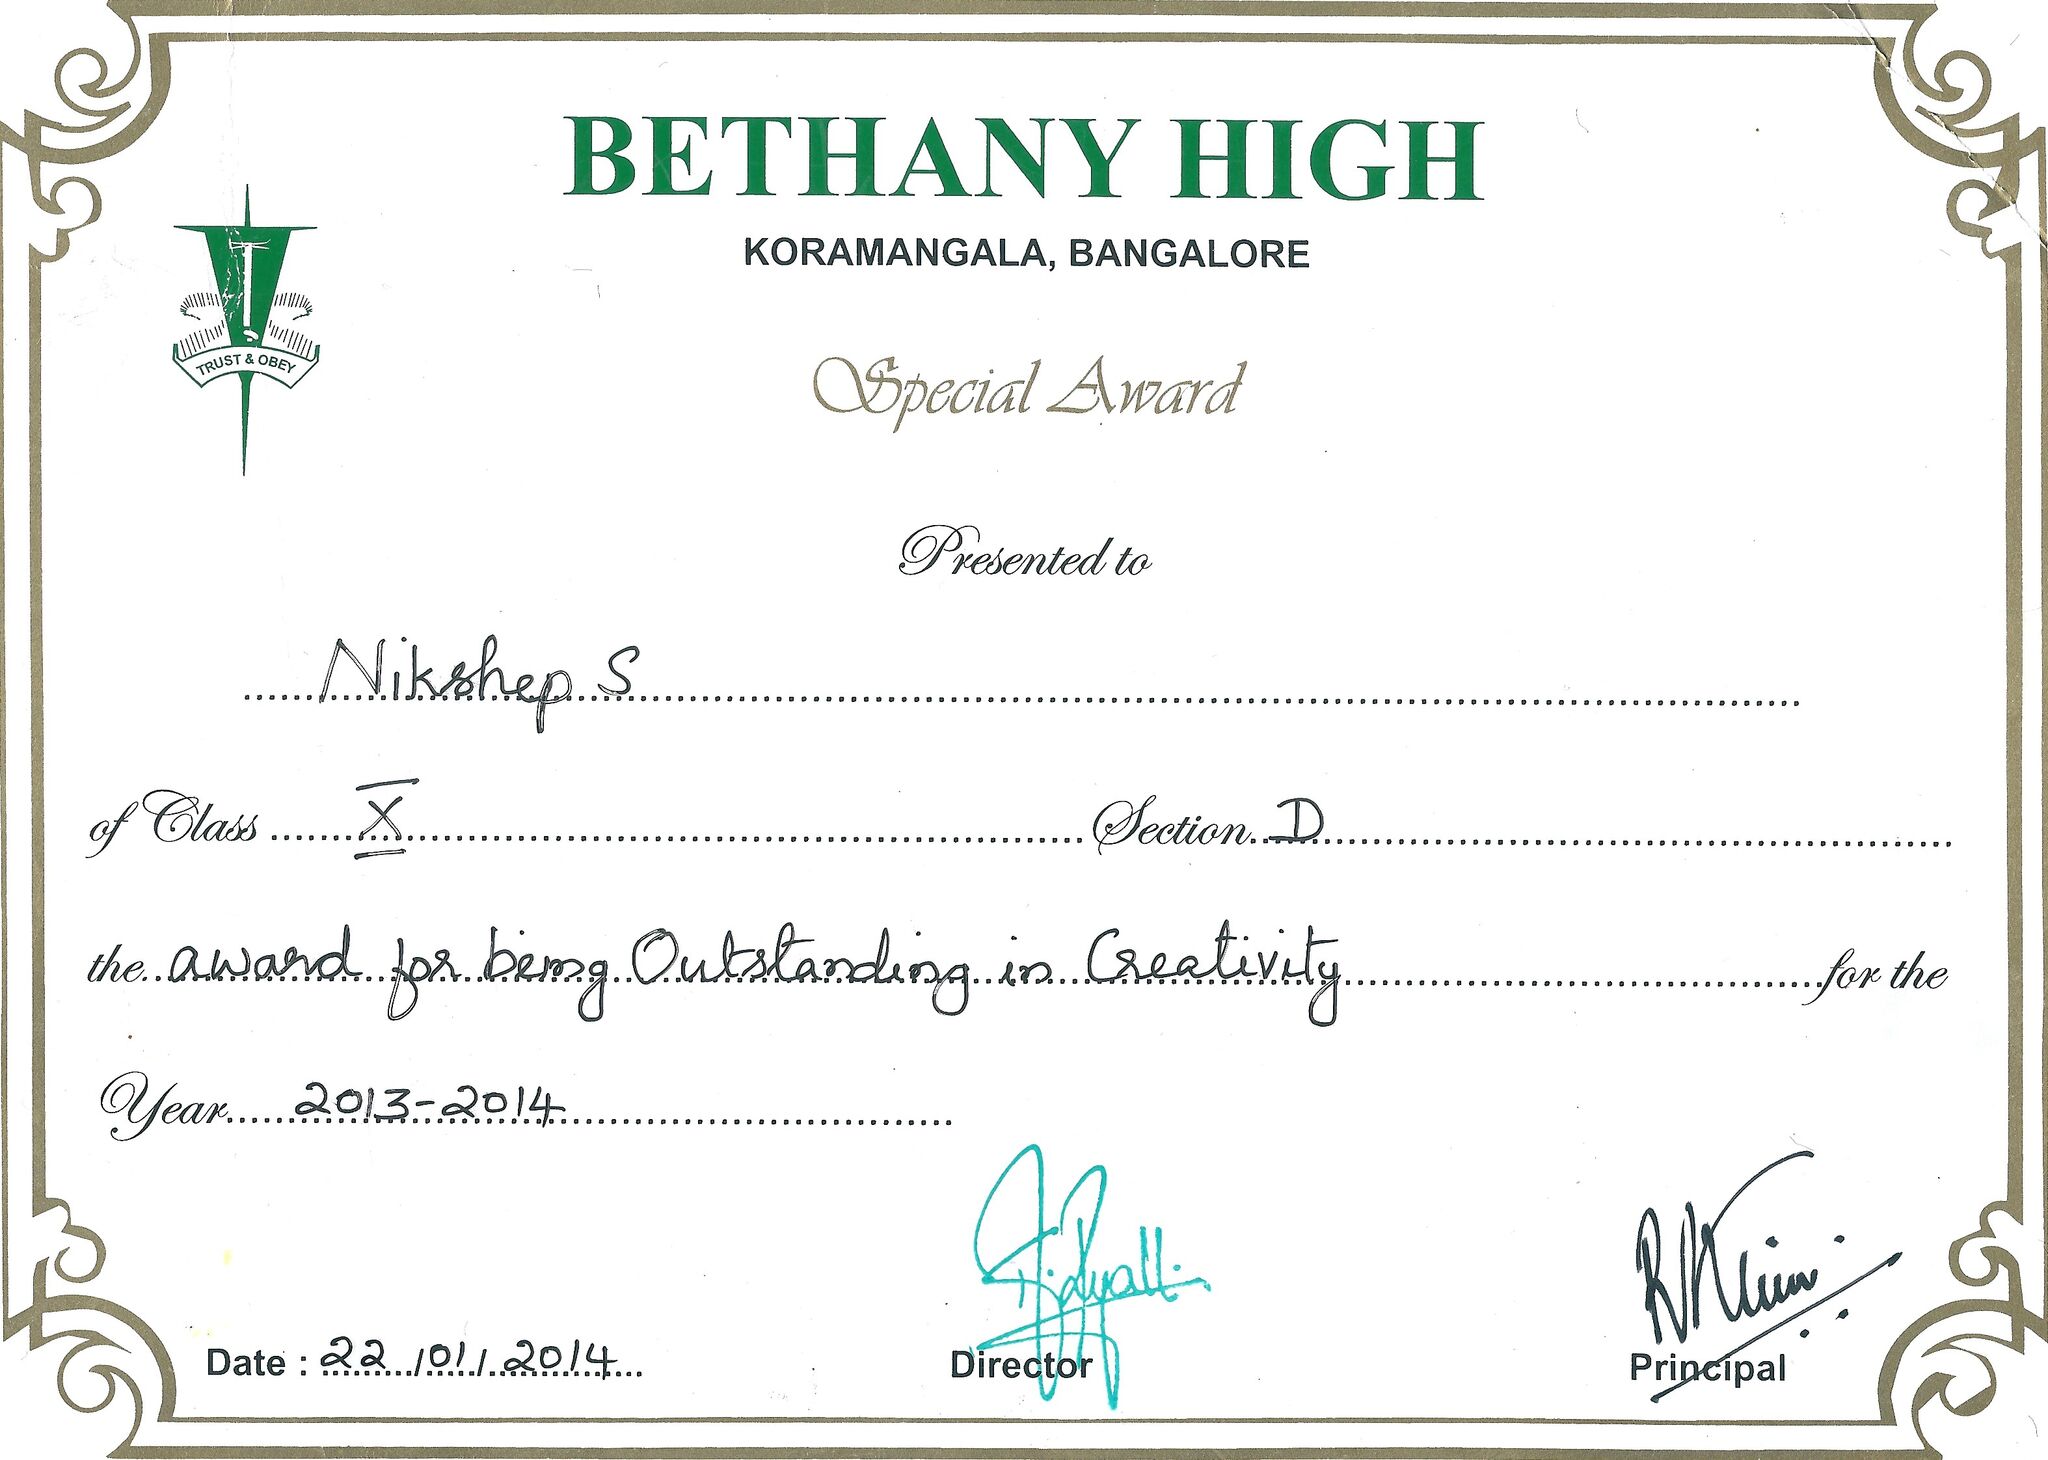 BETHANY HIGH
KORAMANGALA, BANGALORE
TRUST & OBEY
Special Award
Presented to
Nikshep S
of Class X Section D
the award for being Outstanding in Creativity for the
Year 2013-2014
Date : 22/01/2014 Director Principal